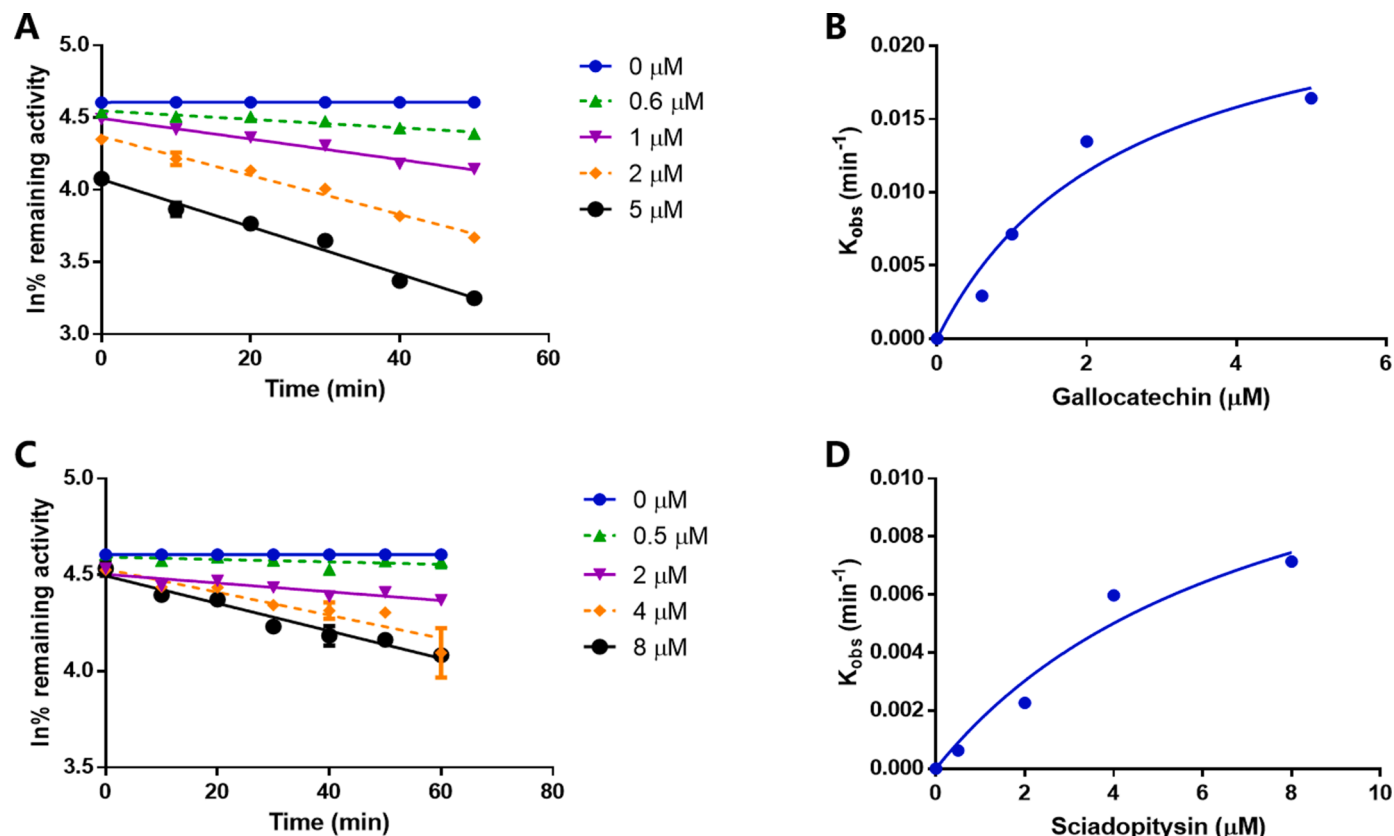 A
5.0
4.5
4.0
3.5
3.0
ln% remaining activity
0
20
40
60
Time (min)
0 μM
0.6 μM
1 μM
2 μM
5 μM
B
0.020
0.015
0.010
0.005
0.000
Kobs (min-1)
0
2
4
6
Gallocatechin (μM)
C
5.0
4.5
4.0
3.5
ln% remaining activity
0
20
40
60
80
Time (min)
0 μM
0.5 μM
2 μM
4 μM
8 μM
D
0.010
0.008
0.006
0.004
0.002
0.000
Kobs (min-1)
0
2
4
6
8
10
Sciadopitysin (μM)